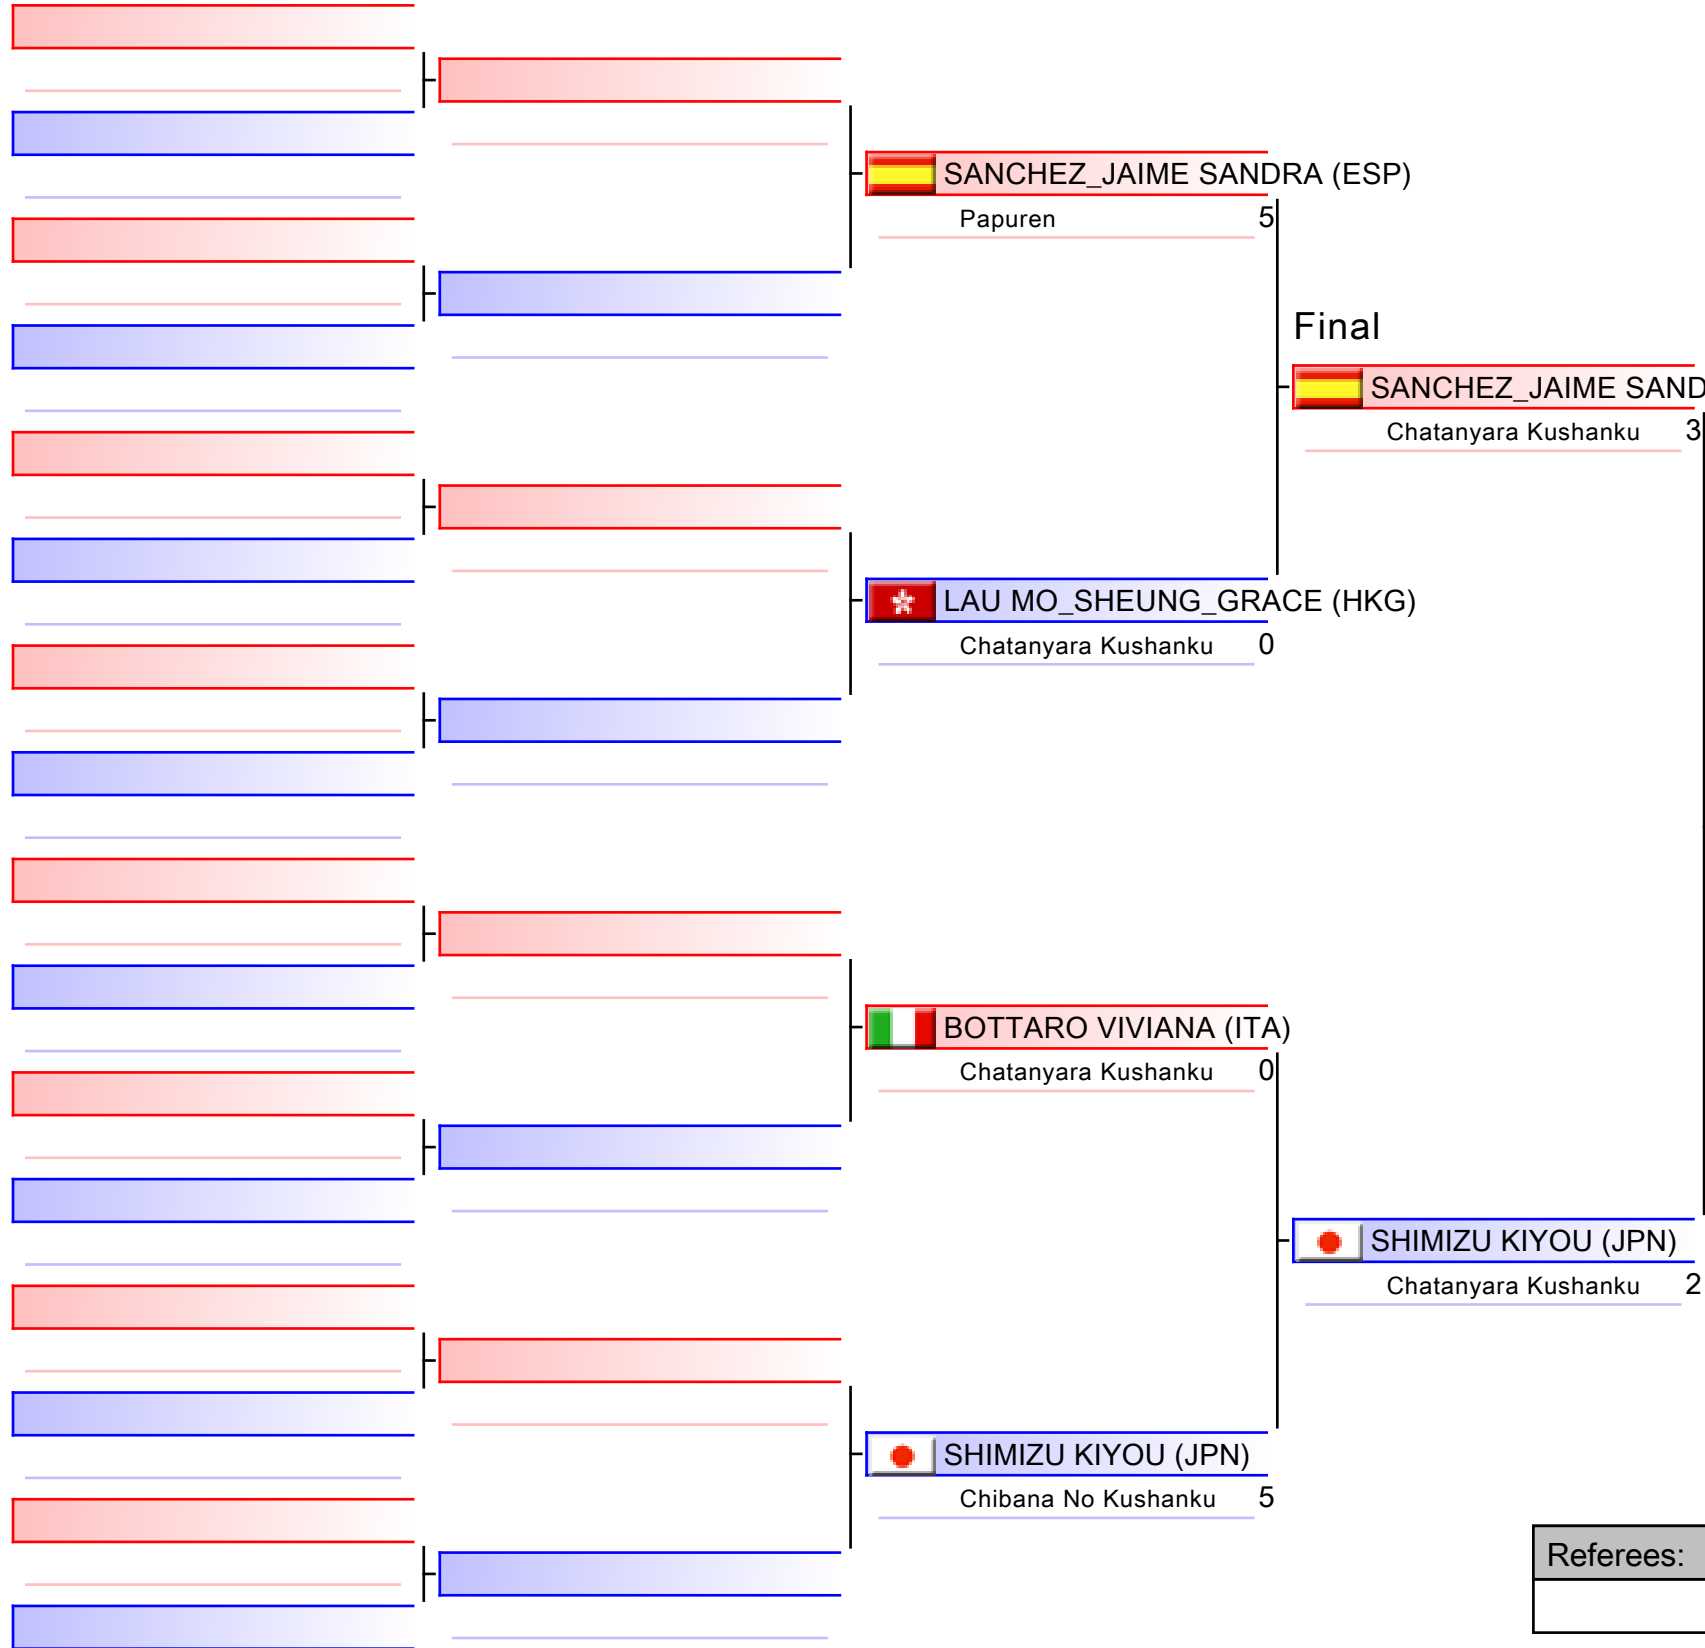 SANCHEZ_JAIME SANDRA (ESP)
Papuren 5
Final
SANCHEZ_JAIME SAND
Chatanyara Kushanku 3
LAU MO_SHEUNG_GRACE (HKG)
Chatanyara Kushanku 0
BOTTARO VIVIANA (ITA)
Chatanyara Kushanku 0
SHIMIZU KIYOU (JPN)
Chatanyara Kushanku 2
SHIMIZU KIYOU (JPN)
Chibana No Kushanku 5
Referees: